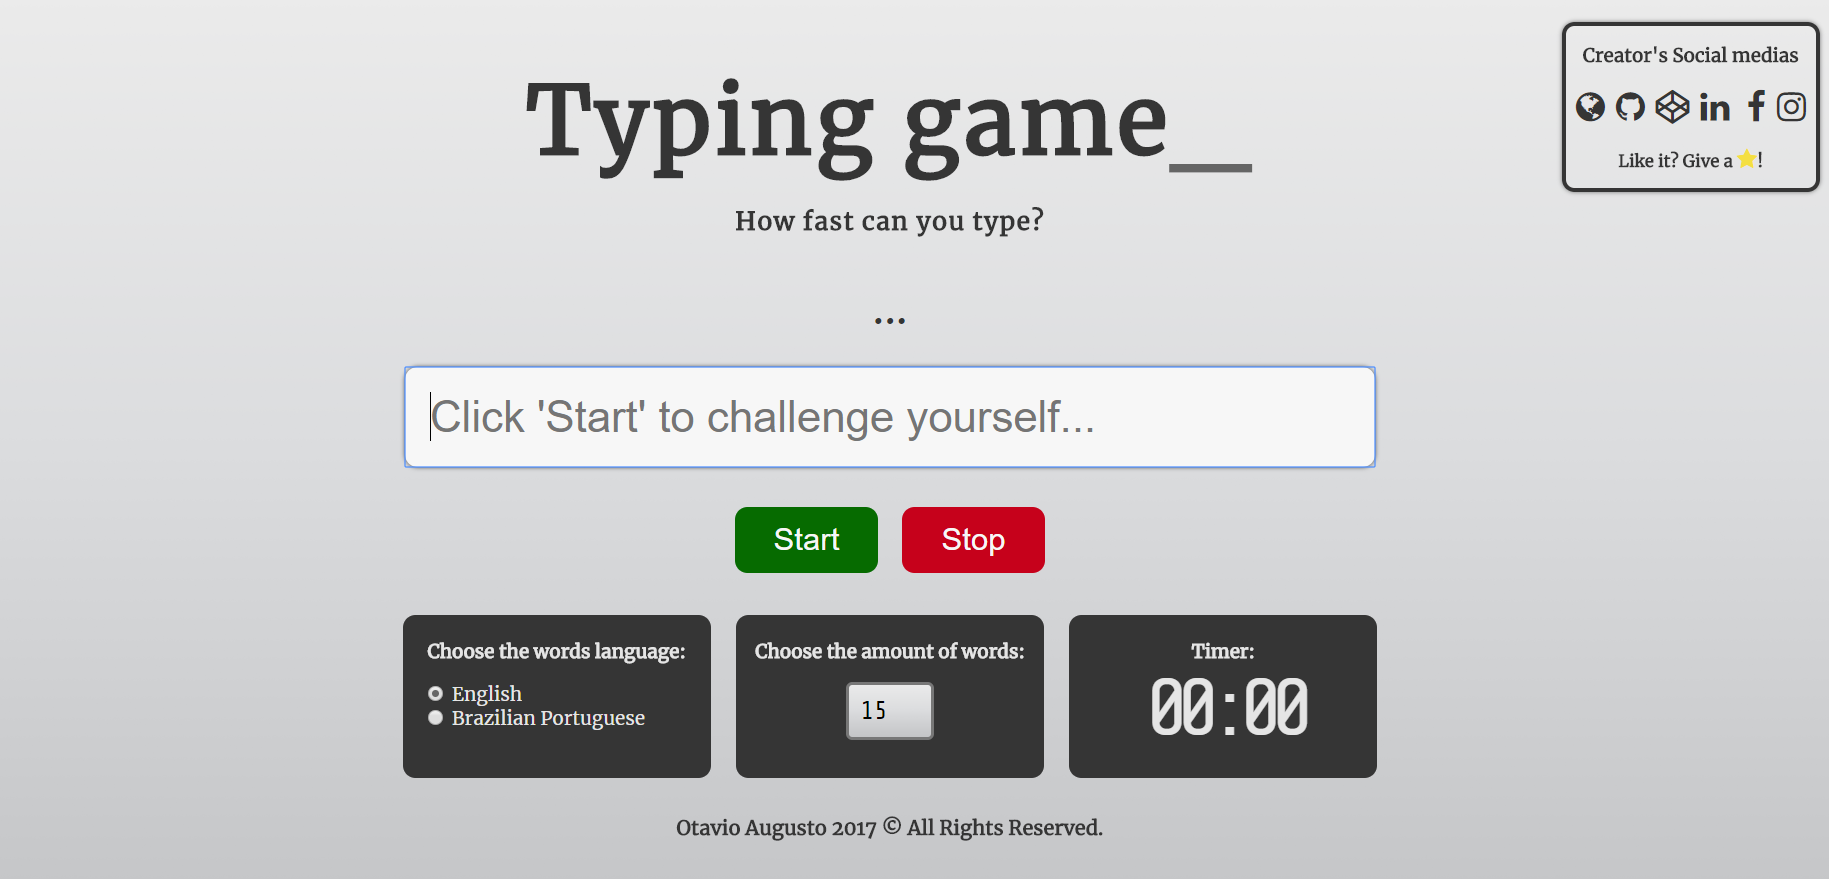 Creator's Social medias
Like it? Give a ⭐!
Typing game__
How fast can you type?
...
Click 'Start' to challenge yourself...
Start
Stop
Choose the words language:
English
Brazilian Portuguese
Choose the amount of words:
15
Timer:
00:00
Otavio Augusto 2017 © All Rights Reserved.